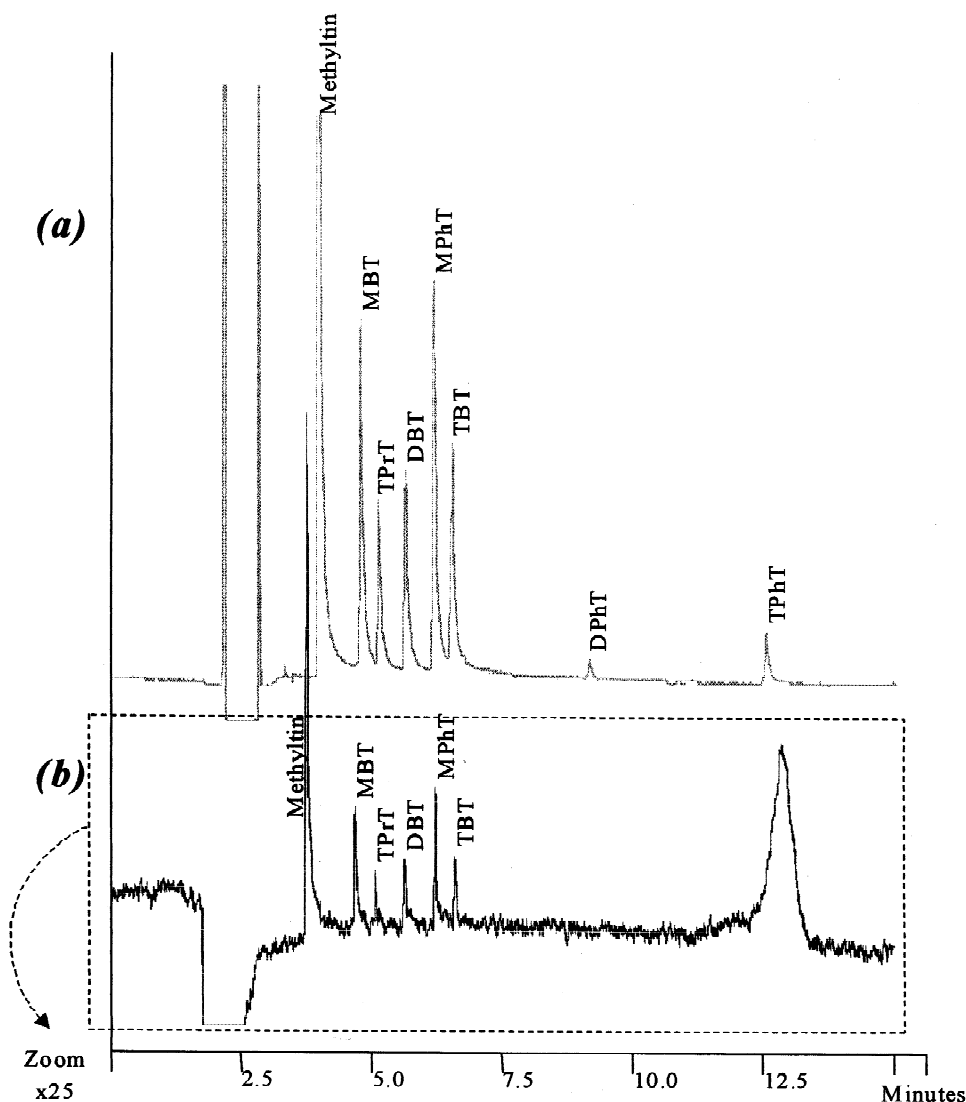 Methyltin
(a)
MBT
TPrT
DBT
MPhT
TBT
DPhT
TPhT
(b)
Methyltin
MBT
TPrT
DBT
MPhT
TBT
Zoom
x25
2.5
5.0
7.5
10.0
12.5
Minutes